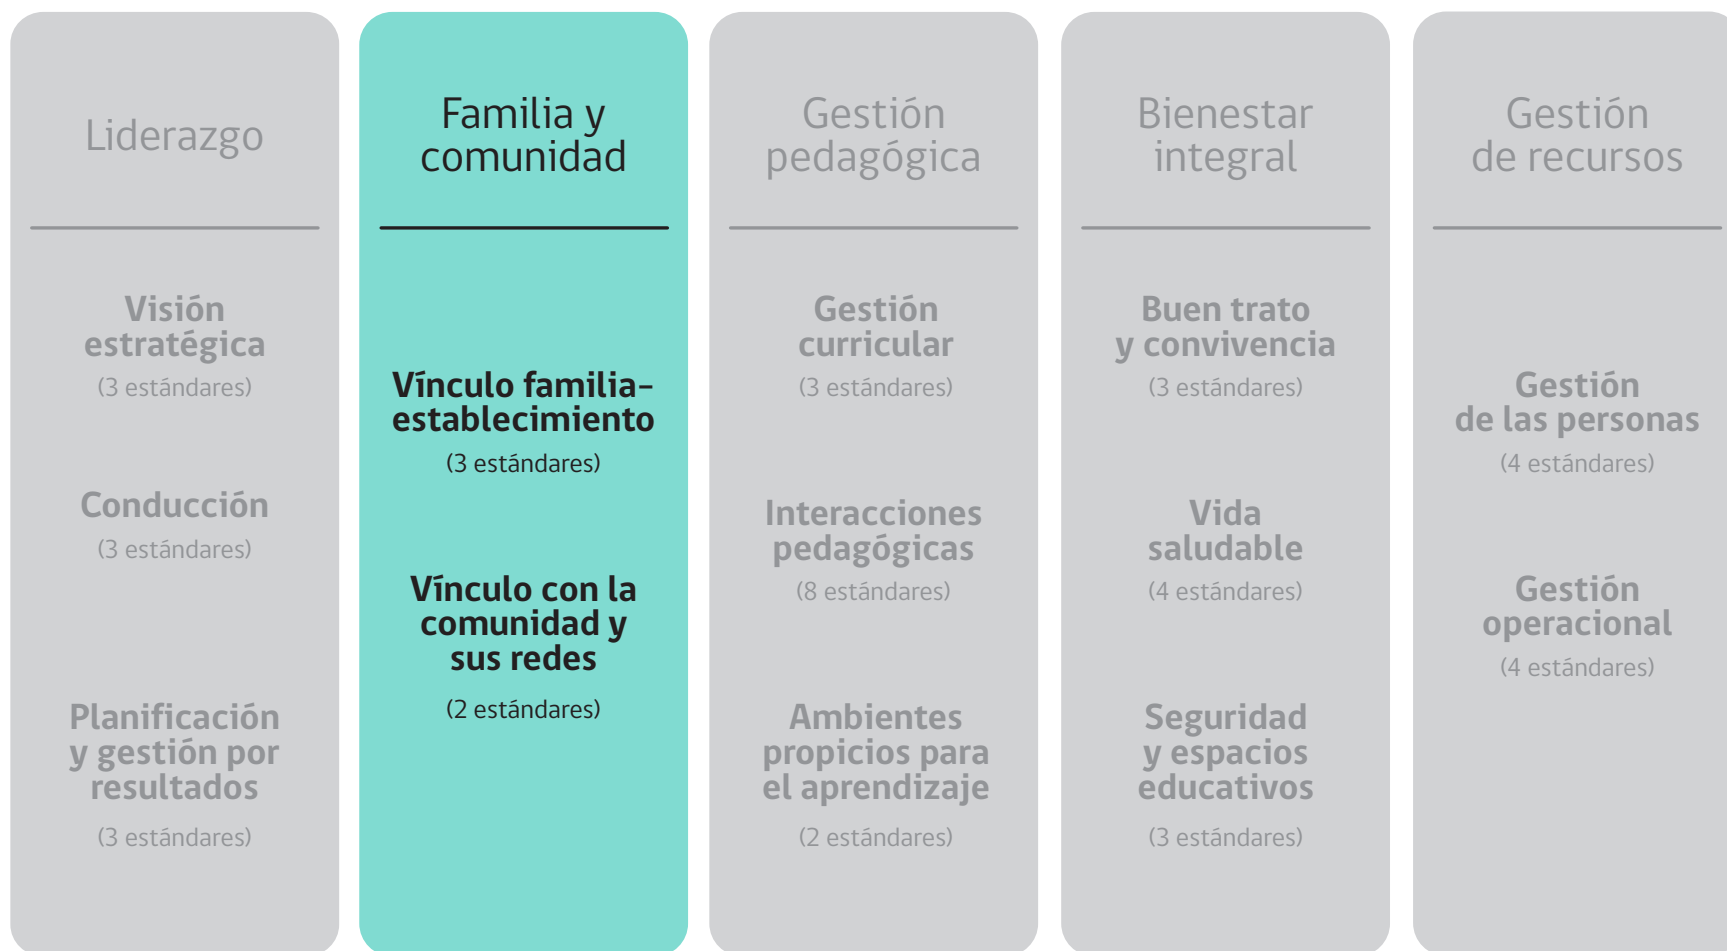 Liderazgo
Visión
estratégica
(3 estándares)
Conducción
(3 estándares)
Planificación
y gestión por
resultados
(3 estándares)
Familia y
comunidad
Vínculo familia–
establecimiento
(3 estándares)
Vínculo con la
comunidad y
sus redes
(2 estándares)
Gestión
pedagógica
Gestión
curricular
(3 estándares)
Interacciones
pedagógicas
(8 estándares)
Ambientes
propicios para
el aprendizaje
(2 estándares)
Bienestar
integral
Buen trato
y convivencia
(3 estándares)
Vida
saludable
(4 estándares)
Seguridad
y espacios
educativos
(3 estándares)
Gestión
de recursos
Gestión
de las personas
(4 estándares)
Gestión
operacional
(4 estándares)